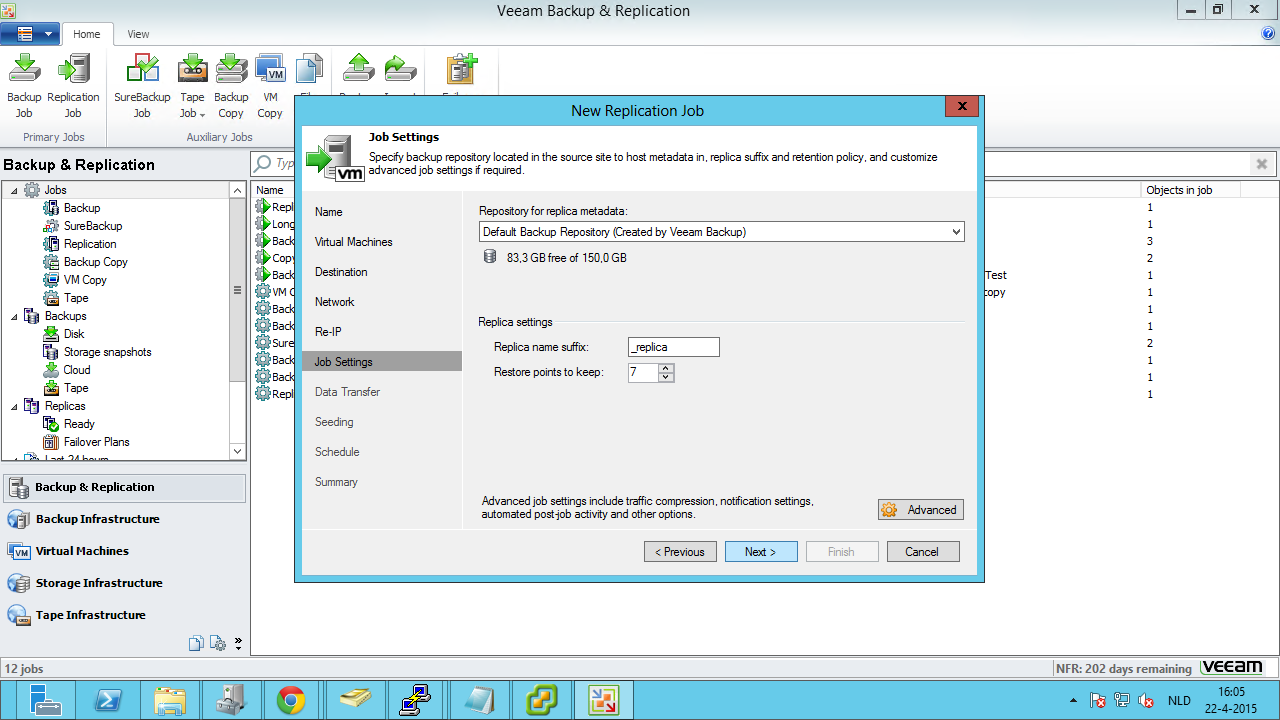 Veeam Backup & Replication
Home
View
Backup
Job
Replication
Job
SureBackup
Job
Tape
Job
Backup
Copy
VM
Copy
Primary Jobs
Auxiliary Jobs
Backup & Replication
Jobs
Backup
SureBackup
Replication
Backup Copy
VM Copy
Tape
Backups
Disk
Storage snapshots
Cloud
Tape
Replicas
Ready
Failover Plans
Last 24 hours
Backup & Replication
Backup Infrastructure
Virtual Machines
Storage Infrastructure
Tape Infrastructure
Name
Objects in job
Repl 1
Long 1
Back 3
Copy 2
Back Test 1
VM C copy 1
Back 1
Back 1
Sure 2
Back 1
Back 1
Repl 1
New Replication Job
Job Settings
Specify backup repository located in the source site to host metadata in, replica suffix and retention policy, and customize
advanced job settings if required.
vm
Name
Virtual Machines
Destination
Network
Re-IP
Job Settings
Data Transfer
Seeding
Schedule
Summary
Repository for replica metadata:
Default Backup Repository (Created by Veeam Backup)
83,3 GB free of 150,0 GB
Replica settings
Replica name suffix: _replica
Restore points to keep: 7
Advanced job settings include traffic compression, notification settings,
automated post-job activity and other options.
Advanced
< Previous
Next >
Finish
Cancel
12 jobs
NFR: 202 days remaining
veeam
NLD
16:05
22-4-2015